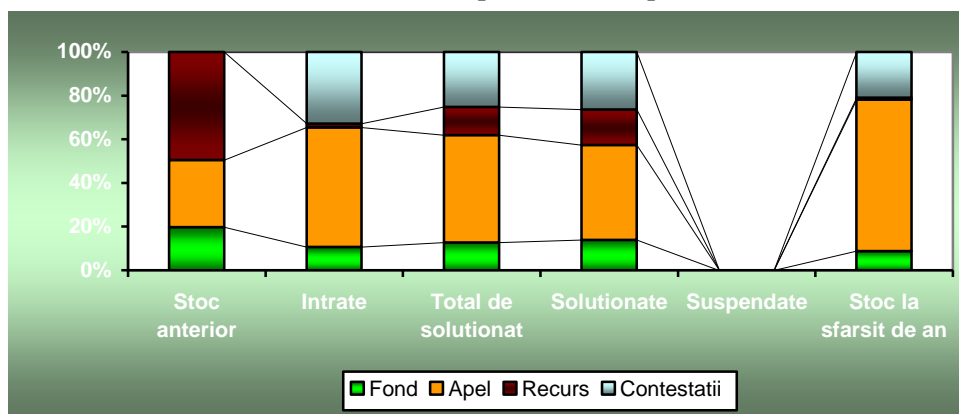 100%
80%
60%
40%
20%
0%
Stoc anterior
Intrate
Total de solutionat
Solutionate
Suspendate
Stoc la sfarsit de an
Fond
Apel
Recurs
Contestatii